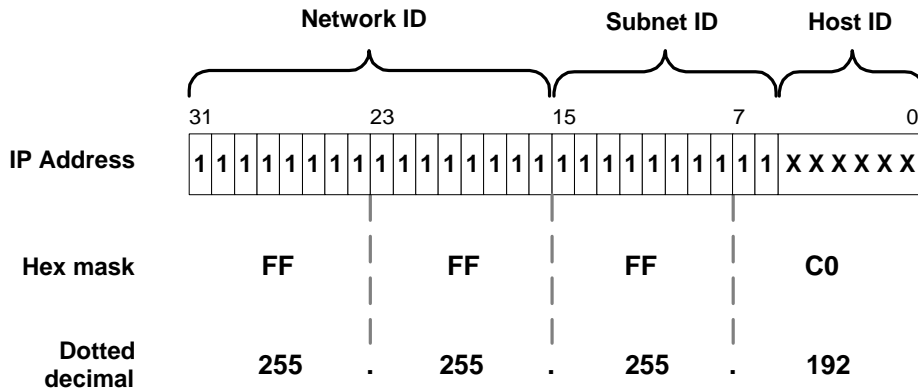 Network ID Subnet ID Host ID
31 23 15 7 0
IP Address 1 1 1 1 1 1 1 1 1 1 1 1 1 1 1 1 1 1 1 1 1 1 1 1 1 1 X X X X X X
Hex mask FF FF FF C0
Dotted
decimal 255 . 255 . 255 . 192